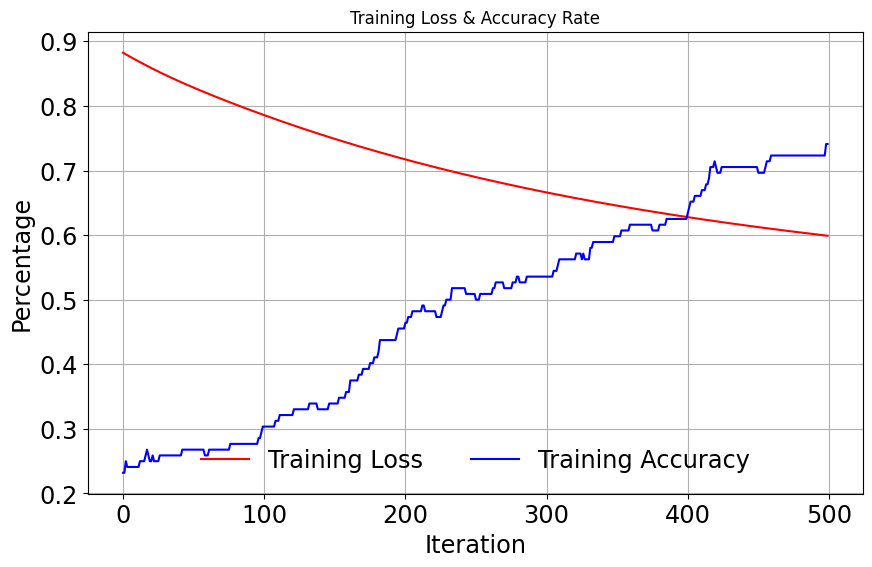 Training Loss & Accuracy Rate
0.9
0.8
0.7
0.6
0.5
0.4
0.3
0.2
Percentage
Training Loss Training Accuracy
0 100 200 300 400 500
Iteration